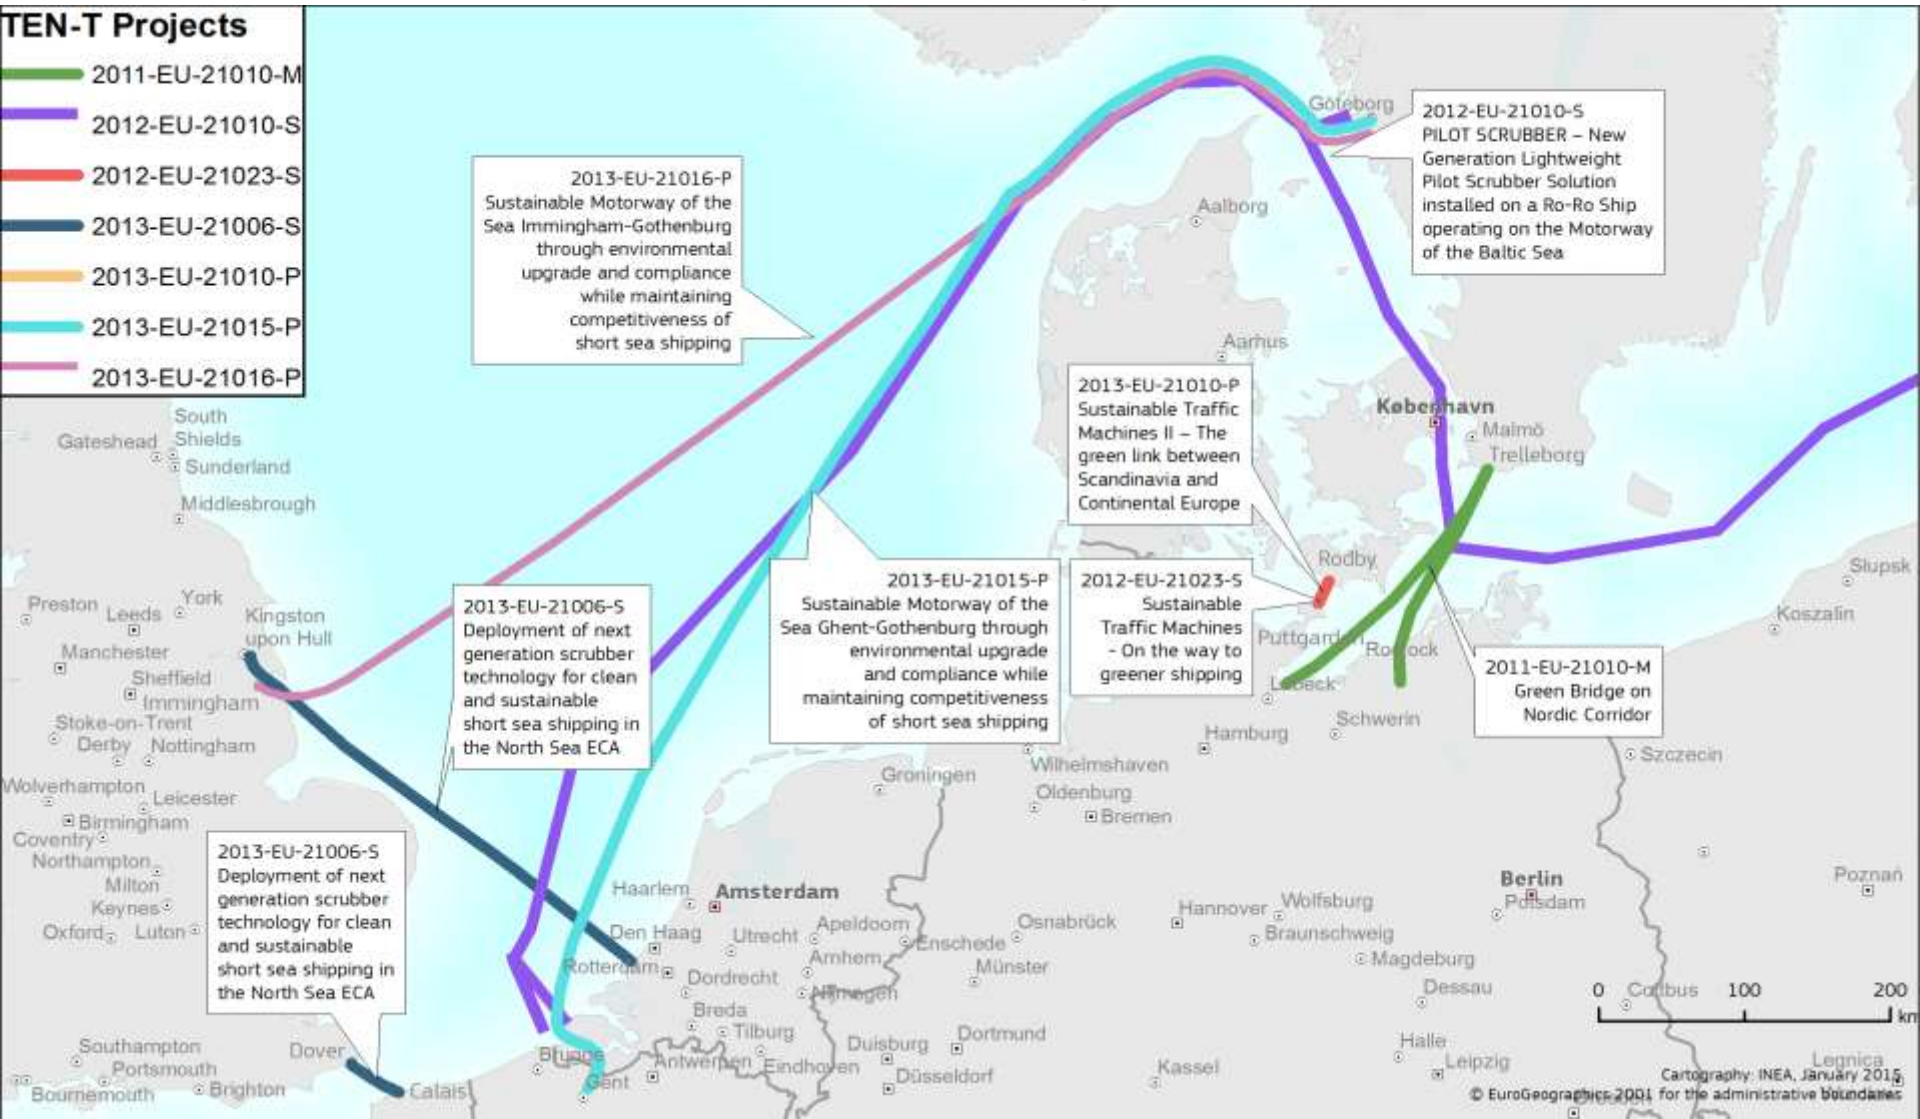 TEN-T Projects
2011-EU-21010-M
2012-EU-21010-S
2012-EU-21023-S
2013-EU-21006-S
2013-EU-21010-P
2013-EU-21015-P
2013-EU-21016-P
2013-EU-21016-P
Sustainable Motorway of the
Sea Immingham-Gothenburg
through environmental
upgrade and compliance
while maintaining
competitiveness of
short sea shipping
Göteborg
2012-EU-21010-S
PILOT SCRUBBER – New
Generation Lightweight
Pilot Scrubber Solution
installed on a Ro-Ro Ship
operating on the Motorway
of the Baltic Sea
Aalborg
Aarhus
2013-EU-21010-P
Sustainable Traffic
Machines II – The
green link between
Scandinavia and
Continental Europe
København
Malmö
Trelleborg
South
Shields
Gateshead
Sunderland
Middlesbrough
Rodby
2012-EU-21023-S
Sustainable
Traffic Machines
- On the way to
greener shipping
2013-EU-21015-P
Sustainable Motorway of the
Sea Ghent-Gothenburg through
environmental upgrade
and compliance while
maintaining competitiveness
of short sea shipping
2013-EU-21006-S
Deployment of next
generation scrubber
technology for clean
and sustainable
short sea shipping in
the North Sea ECA
Słupsk
Koszalin
Puttgarden
Rostock
Lübeck
2011-EU-21010-M
Green Bridge on
Nordic Corridor
Preston
Leeds
York
Kingston
upon Hull
Manchester
Sheffield
Immingham
Stoke-on-Trent
Derby
Nottingham
Schwerin
Hamburg
Szczecin
Wilhelmshaven
Groningen
Oldenburg
Bremen
Wolverhampton
Leicester
Birmingham
Coventry
Northampton
Milton
Keynes
Oxford
Luton
2013-EU-21006-S
Deployment of next
generation scrubber
technology for clean
and sustainable
short sea shipping in
the North Sea ECA
Haarlem
Amsterdam
Berlin
Potsdam
Poznań
Hannover
Wolfsburg
Braunschweig
Den Haag
Utrecht
Apeldoorn
Enschede
Osnabrück
Rotterdam
Dordrecht
Arnhem
Nijmegen
Münster
Magdeburg
Dessau
Cottbus
0 100 200
km
Breda
Tilburg
Southampton
Portsmouth
Bournemouth
Brighton
Dover
Calais
Brugge
Gent
Antwerpen
Eindhoven
Duisburg
Dortmund
Düsseldorf
Kassel
Halle
Leipzig
Legnica
Cartography: INEA, January 2015
© EuroGeographics 2001 for the administrative boundaries